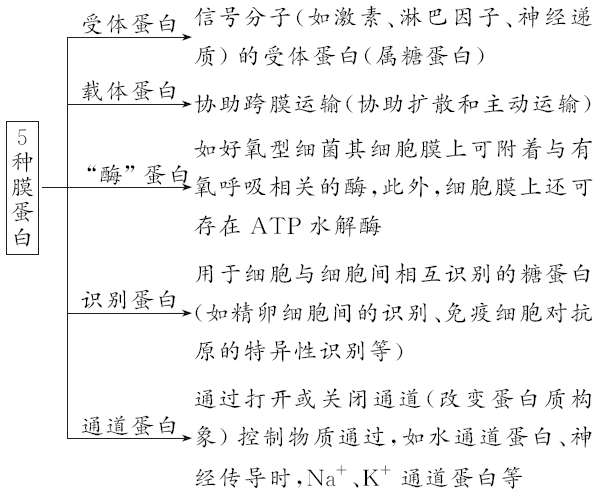 5种膜蛋白
受体蛋白
信号分子(如激素、淋巴因子、神经递
质)的受体蛋白(属糖蛋白)
载体蛋白
协助跨膜运输(协助扩散和主动运输)
“酶”蛋白
如好氧型细菌其细胞膜上可附着与有
氧呼吸相关的酶,此外,细胞膜上还可
存在 ATP 水解酶
识别蛋白
用于细胞与细胞间相互识别的糖蛋白
(如精卵细胞间的识别、免疫细胞对抗
原的特异性识别等)
通道蛋白
通过打开或关闭通道(改变蛋白质构
象)控制物质通过,如水通道蛋白、神
经传导时,Na⁺、K⁺ 通道蛋白等